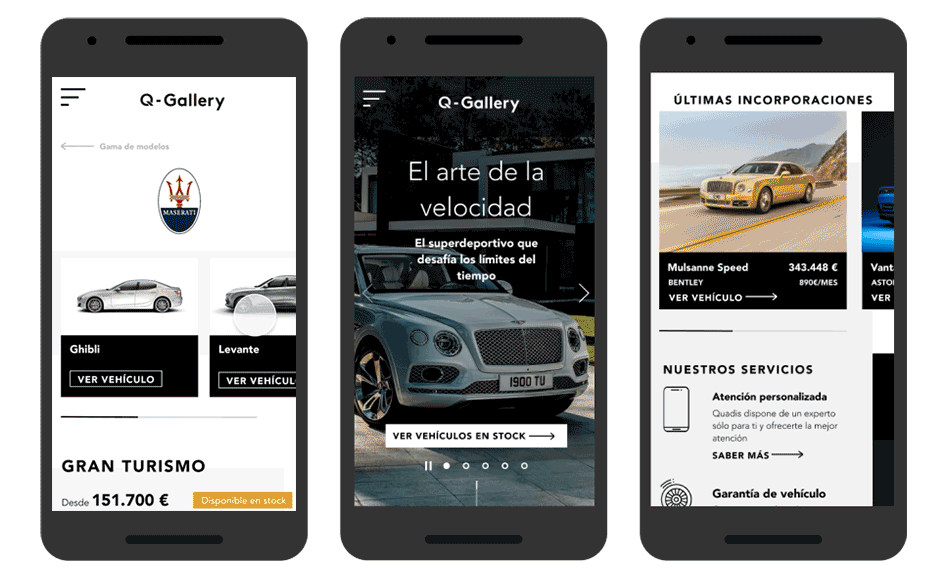 Q-Gallery
Gama de modelos
MASERATI
Ghibli
VER VEHÍCULO
Levante
VER VEHÍCUL
GRAN TURISMO
Desde 151.700 €
Disponible en stock
Q-Gallery
El arte de la
velocidad
El superdeportivo que
desafía los límites del
tiempo
1900 TU
VER VEHÍCULOS EN STOCK
ÚLTIMAS INCORPORACIONES
Mulsanne Speed 343.448 €
BENTLEY 890€/MES
VER VEHÍCULO
Vant
ASTO
VER
NUESTROS SERVICIOS
Atención personalizada
Quadis dispone de un experto
sólo para ti y ofrecerte la mejor
atención
SABER MÁS
Garantía de vehículo